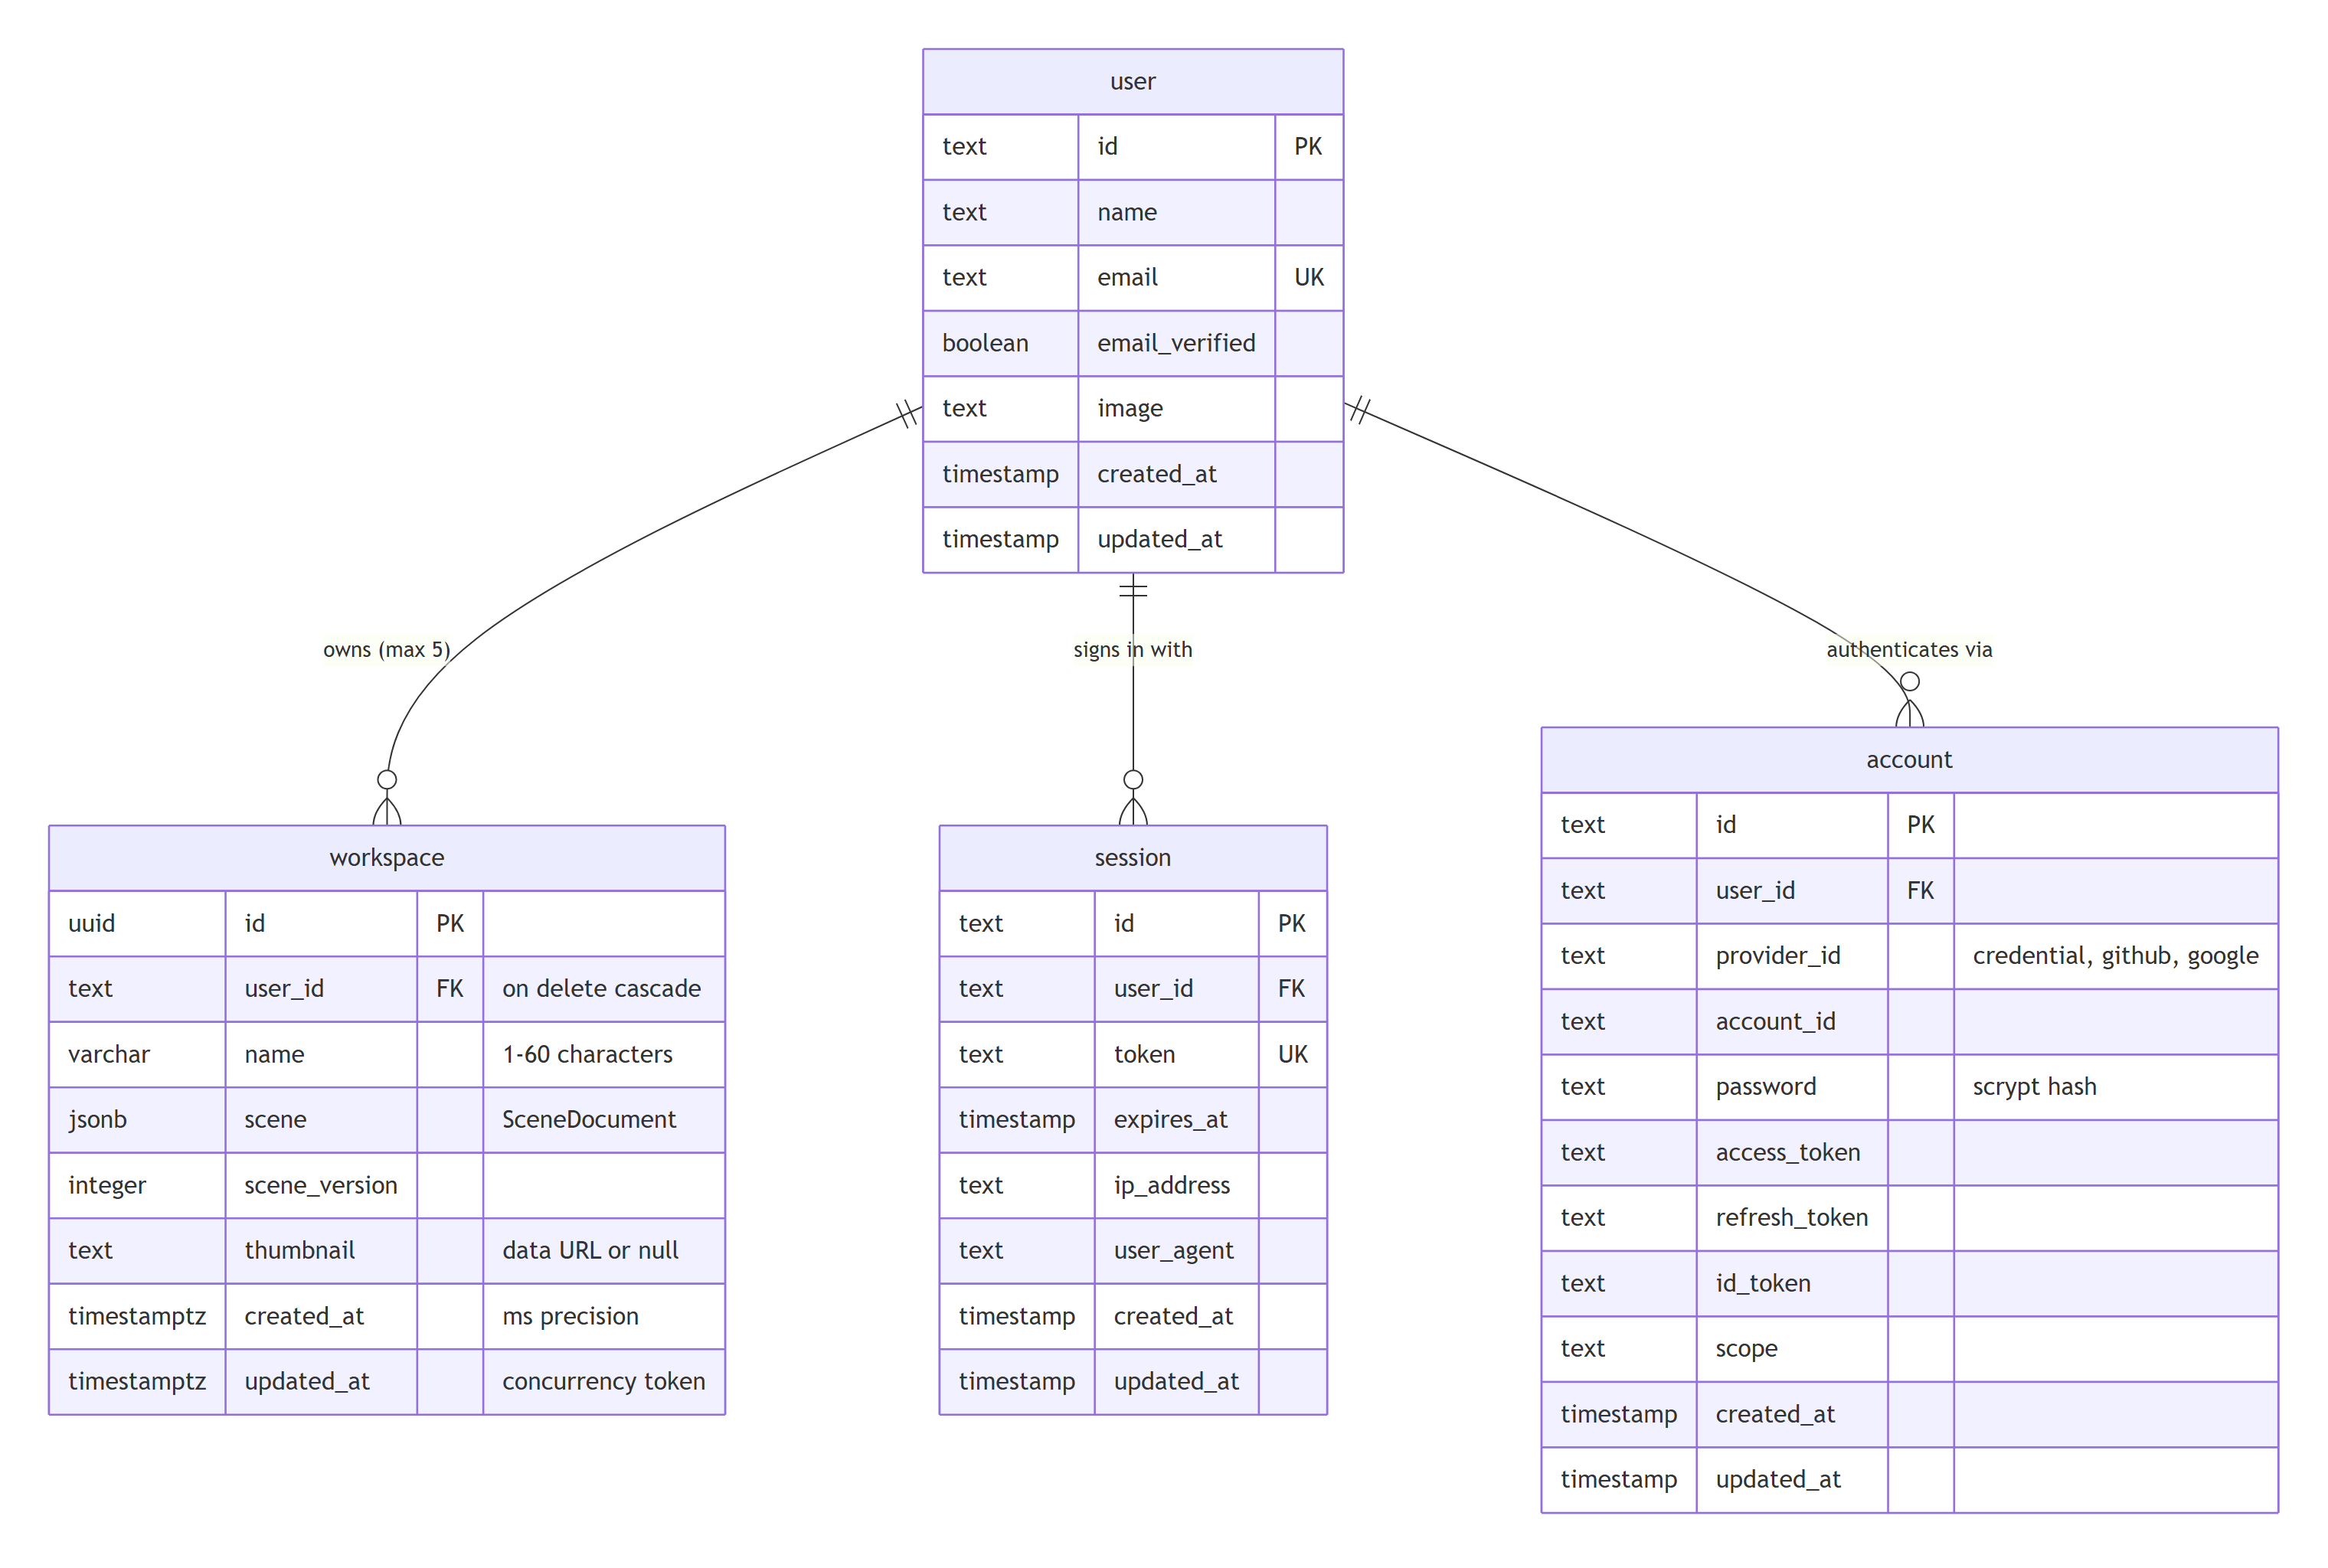 user
text id PK
text name
text email UK
boolean email_verified
text image
timestamp created_at
timestamp updated_at
owns (max 5)
signs in with
authenticates via
workspace
uuid id PK
text user_id FK on delete cascade
varchar name 1-60 characters
jsonb scene SceneDocument
integer scene_version
text thumbnail data URL or null
timestamptz created_at ms precision
timestamptz updated_at concurrency token
session
text id PK
text user_id FK
text token UK
timestamp expires_at
text ip_address
text user_agent
timestamp created_at
timestamp updated_at
account
text id PK
text user_id FK
text provider_id credential, github, google
text account_id
text password scrypt hash
text access_token
text refresh_token
text id_token
text scope
timestamp created_at
timestamp updated_at